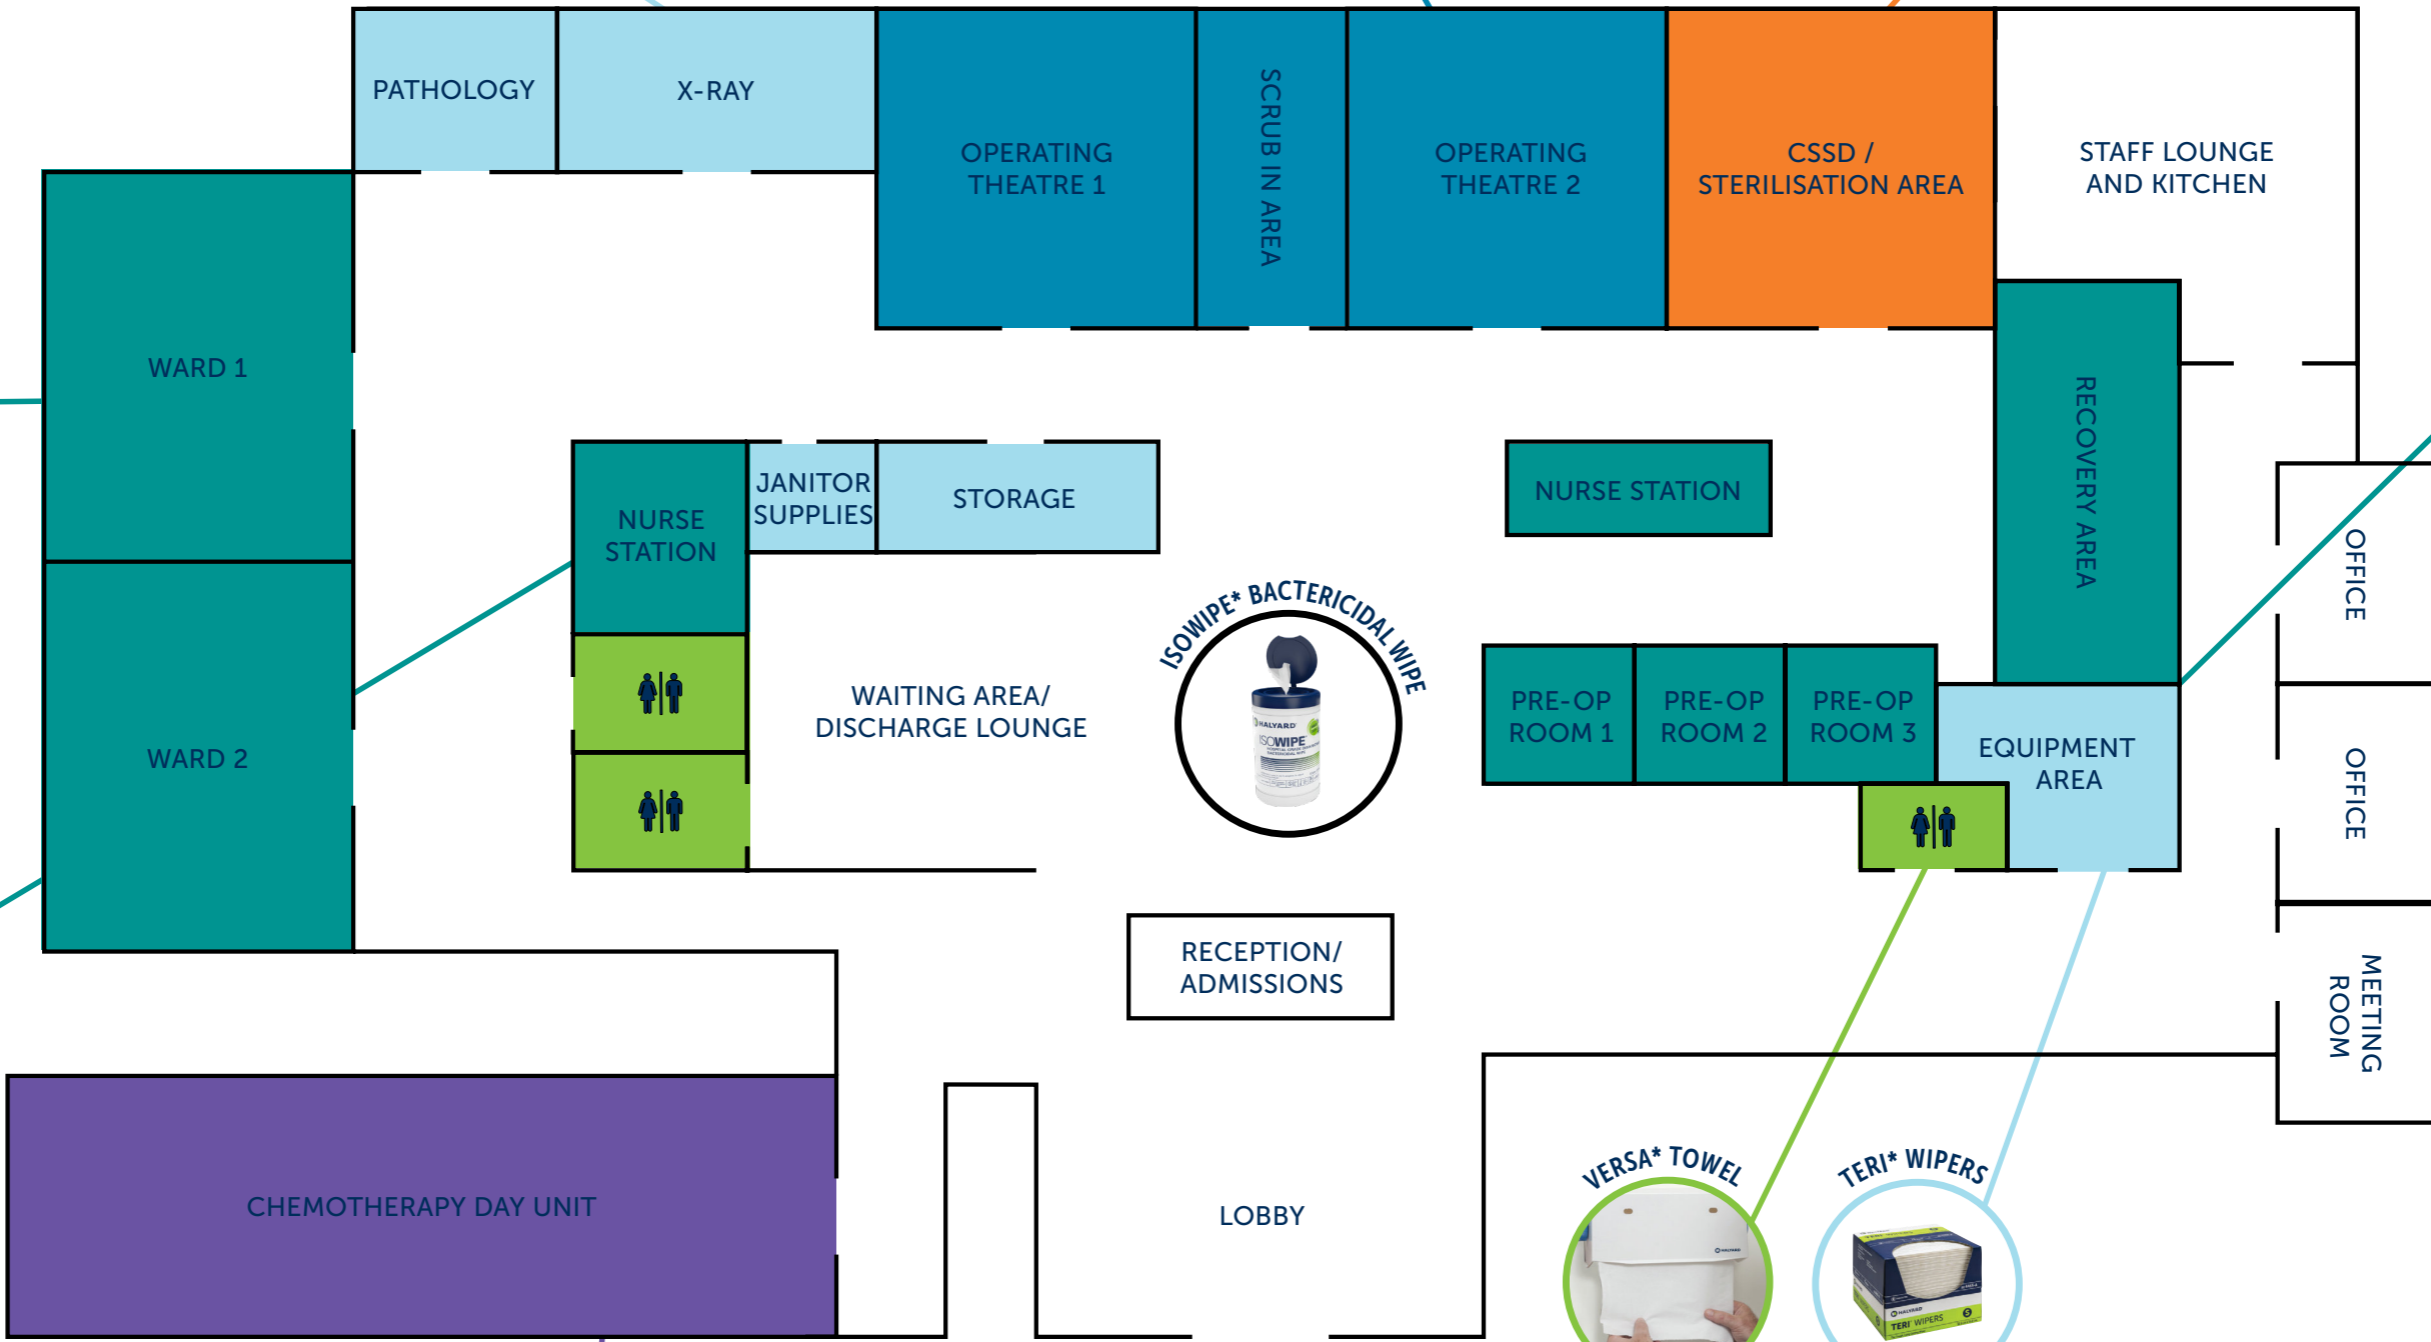 PATHOLOGY
X-RAY
OPERATING
THEATRE 1
SCRUB IN AREA
OPERATING
THEATRE 2
CSSD /
STERILISATION AREA
STAFF LOUNGE
AND KITCHEN
WARD 1
RECOVERY AREA
NURSE
STATION
JANITOR
SUPPLIES
STORAGE
NURSE STATION
OFFICE
ISOWIPE* BACTERICIDAL WIPE
HALYARD
ISOWIPE
WAITING AREA/
DISCHARGE LOUNGE
PRE-OP
ROOM 1
PRE-OP
ROOM 2
PRE-OP
ROOM 3
EQUIPMENT
AREA
WARD 2
OFFICE
RECEPTION/
ADMISSIONS
MEETING
ROOM
CHEMOTHERAPY DAY UNIT
LOBBY
VERSA* TOWEL
HALYARD
TERI* WIPERS
HALYARD
TERI* WIPERS